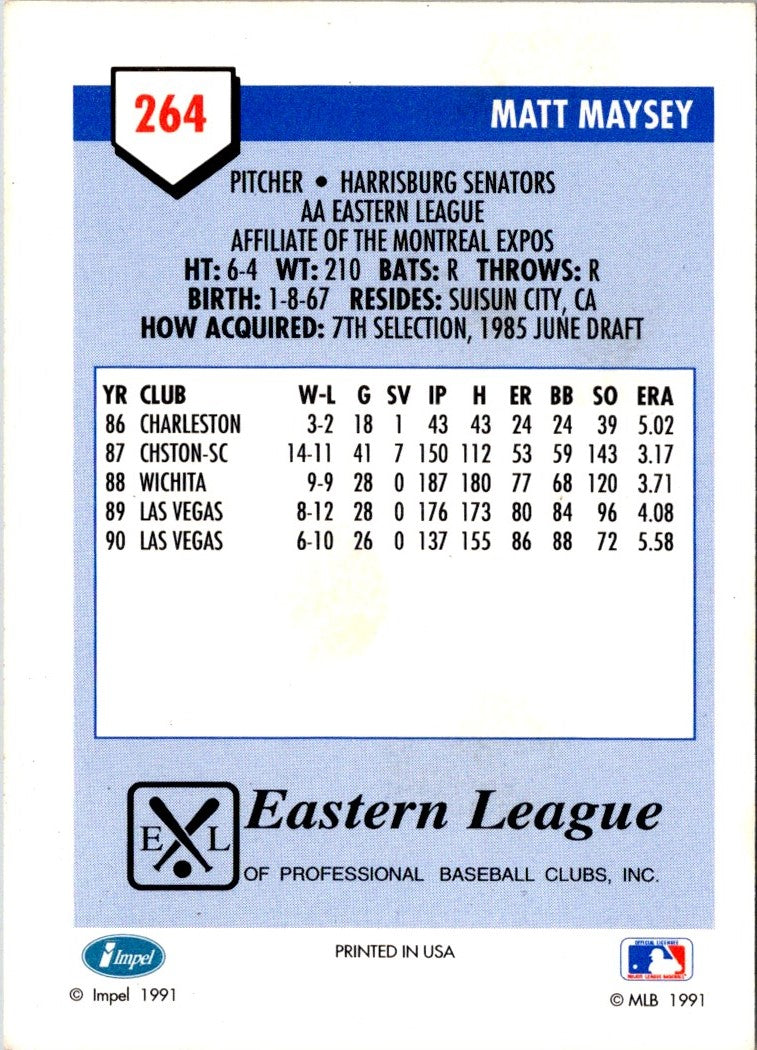 264
MATT MAYSEY
PITCHER • HARRISBURG SENATORS
AA EASTERN LEAGUE
AFFILIATE OF THE MONTREAL EXPOS
HT: 6-4 WT: 210 BATS: R THROWS: R
BIRTH: 1-8-67 RESIDES: SUISUN CITY, CA
HOW ACQUIRED: 7TH SELECTION, 1985 JUNE DRAFT
YR CLUB W-L G SV IP H ER BB SO ERA
86 CHARLESTON 3-2 18 1 43 43 24 24 39 5.02
87 CHSTON-SC 14-11 41 7 150 112 53 59 143 3.17
88 WICHITA 9-9 28 0 187 180 77 68 120 3.71
89 LAS VEGAS 8-12 28 0 176 173 80 84 96 4.08
90 LAS VEGAS 6-10 26 0 137 155 86 88 72 5.58
E L
Eastern League
OF PROFESSIONAL BASEBALL CLUBS, INC.
Impel
PRINTED IN USA
OFFICIAL LICENSEE
MAJOR LEAGUE BASEBALL
© Impel 1991
© MLB 1991